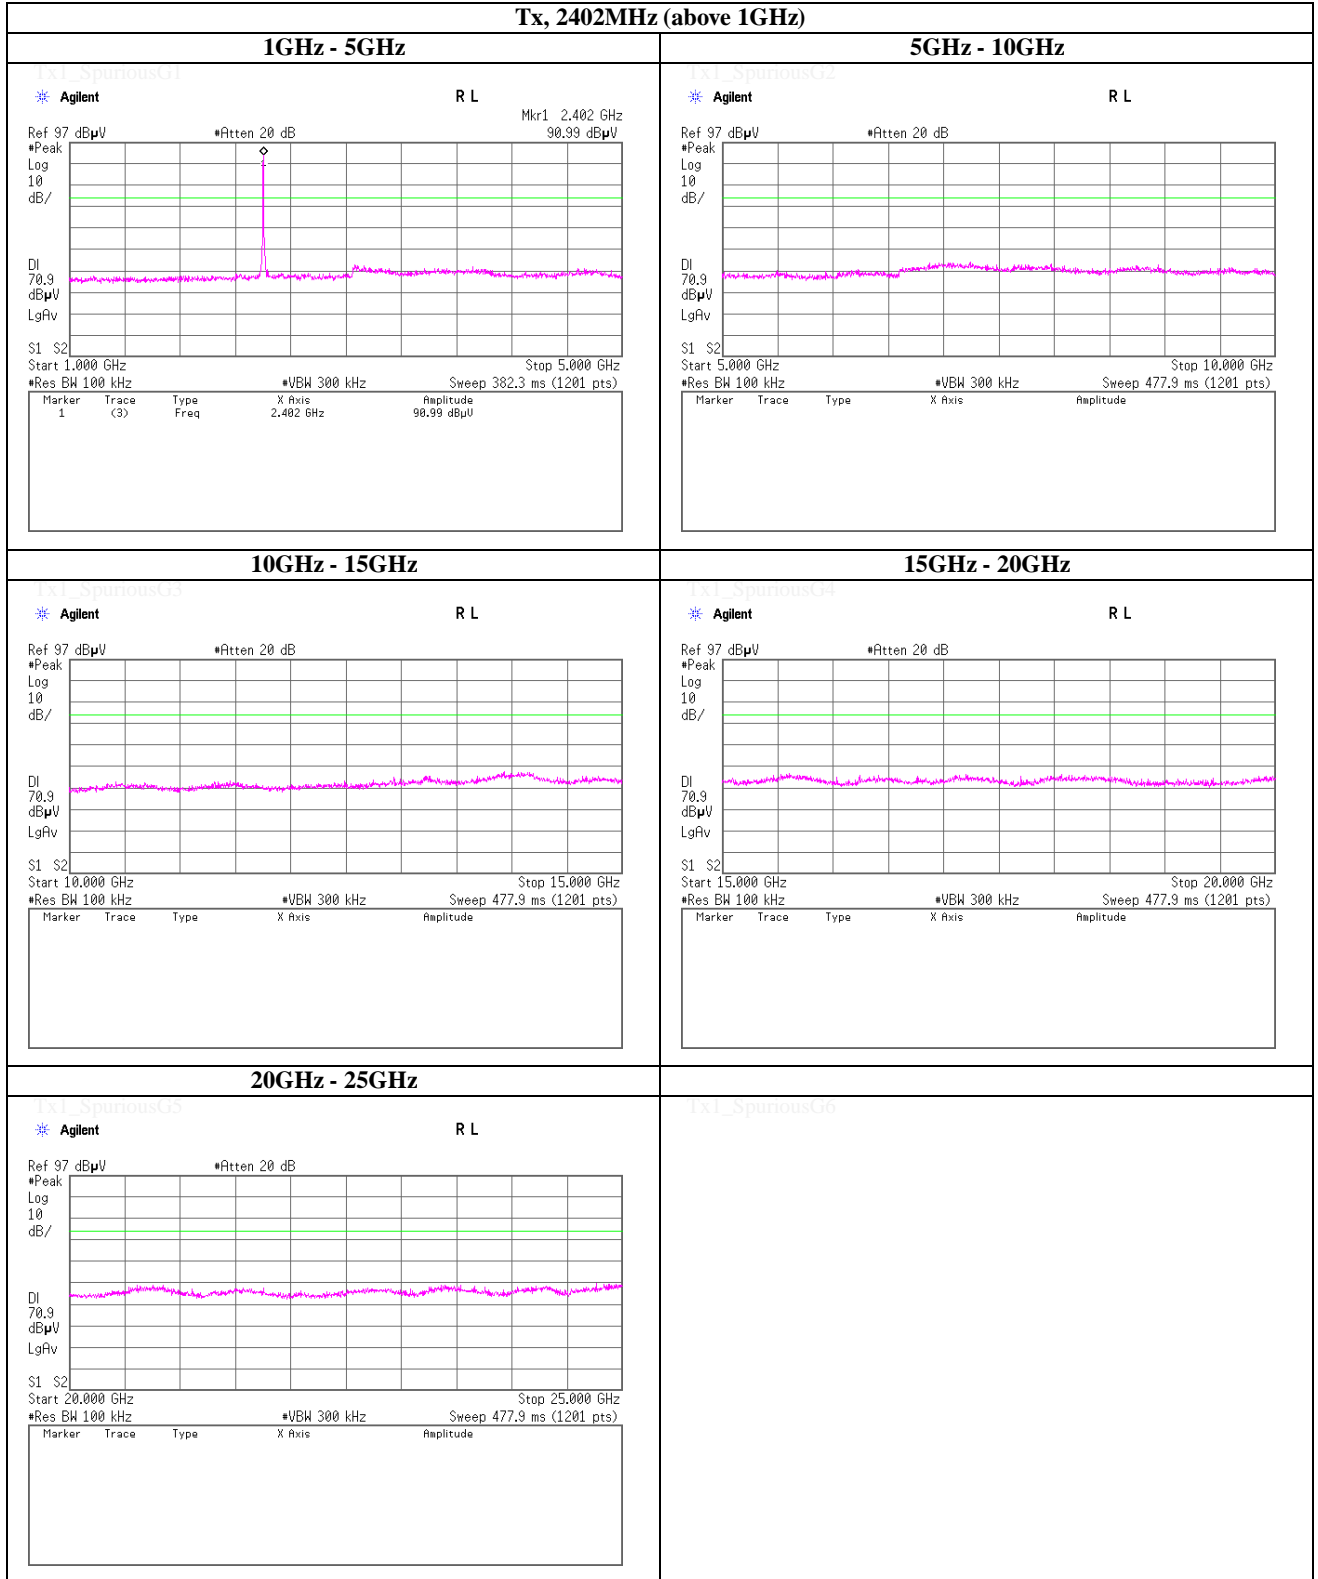 Tx, 2402MHz (above 1GHz)
1GHz - 5GHz
5GHz - 10GHz
Tx1_SpuriousG1
Agilent
R L
Mkr1 2.402 GHz
Ref 97 dBµV
#Atten 20 dB
90.99 dBµV
#Peak
Log
10
dB/
DI
70.9
dBµV
LgAv
S1 S2
Start 1.000 GHz
Stop 5.000 GHz
#Res BW 100 kHz
#VBW 300 kHz
Sweep 382.3 ms (1201 pts)
Marker Trace Type X Axis Amplitude
1 (3) Freq 2.402 GHz 90.99 dBµV
Tx1_SpuriousG2
Agilent
R L
Ref 97 dBµV
#Atten 20 dB
#Peak
Log
10
dB/
DI
70.9
dBµV
LgAv
S1 S2
Start 5.000 GHz
Stop 10.000 GHz
#Res BW 100 kHz
#VBW 300 kHz
Sweep 477.9 ms (1201 pts)
Marker Trace Type X Axis Amplitude
10GHz - 15GHz
15GHz - 20GHz
Tx1_SpuriousG3
Agilent
R L
Ref 97 dBµV
#Atten 20 dB
#Peak
Log
10
dB/
DI
70.9
dBµV
LgAv
S1 S2
Start 10.000 GHz
Stop 15.000 GHz
#Res BW 100 kHz
#VBW 300 kHz
Sweep 477.9 ms (1201 pts)
Marker Trace Type X Axis Amplitude
Tx1_SpuriousG4
Agilent
R L
Ref 97 dBµV
#Atten 20 dB
#Peak
Log
10
dB/
DI
70.9
dBµV
LgAv
S1 S2
Start 15.000 GHz
Stop 20.000 GHz
#Res BW 100 kHz
#VBW 300 kHz
Sweep 477.9 ms (1201 pts)
Marker Trace Type X Axis Amplitude
20GHz - 25GHz
Tx1_SpuriousG5
Agilent
R L
Ref 97 dBµV
#Atten 20 dB
#Peak
Log
10
dB/
DI
70.9
dBµV
LgAv
S1 S2
Start 20.000 GHz
Stop 25.000 GHz
#Res BW 100 kHz
#VBW 300 kHz
Sweep 477.9 ms (1201 pts)
Marker Trace Type X Axis Amplitude
Tx1_SpuriousG6